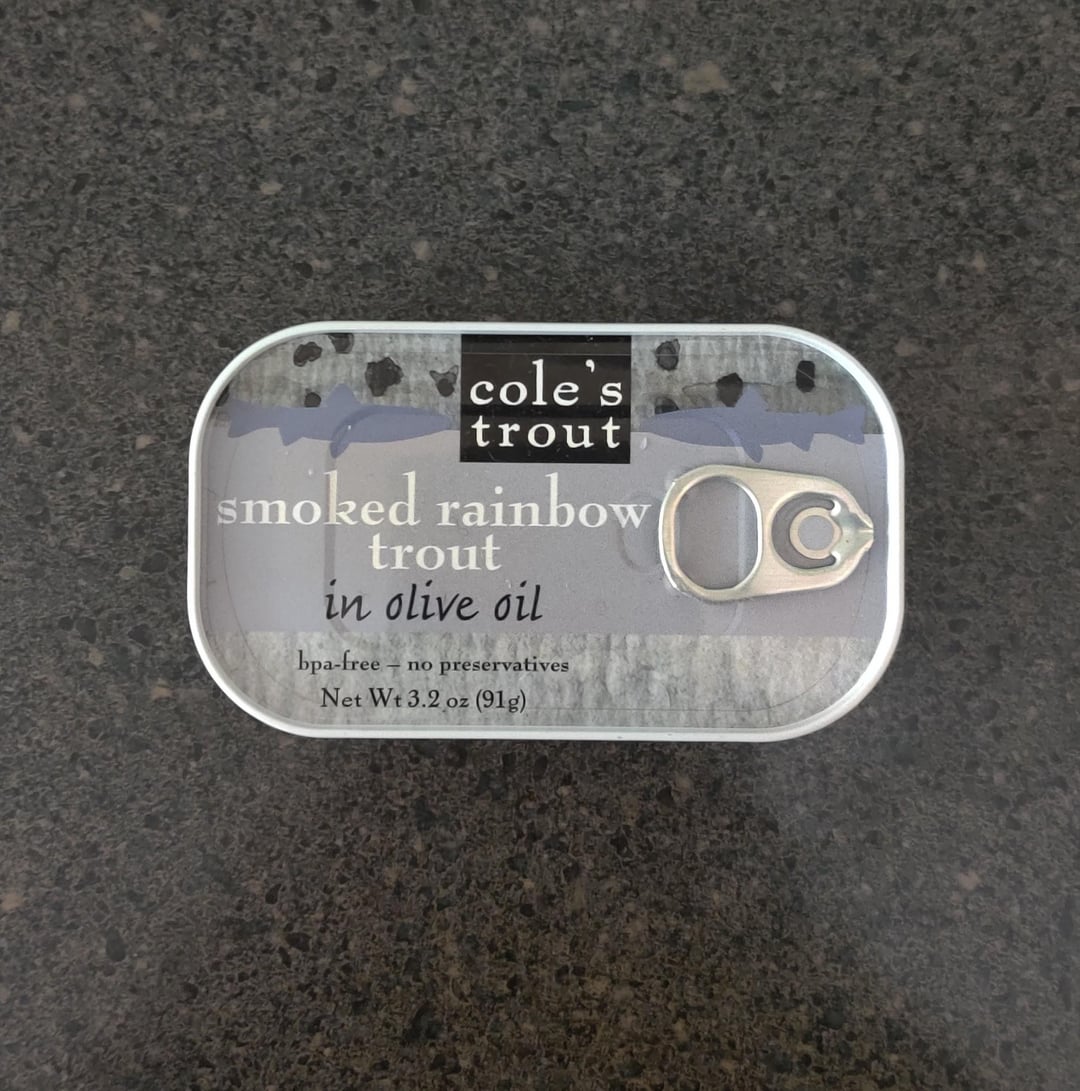 cole's
trout
smoked rainbow
trout
in olive oil
bpa-free – no preservatives
Net Wt 3.2 oz (91g)